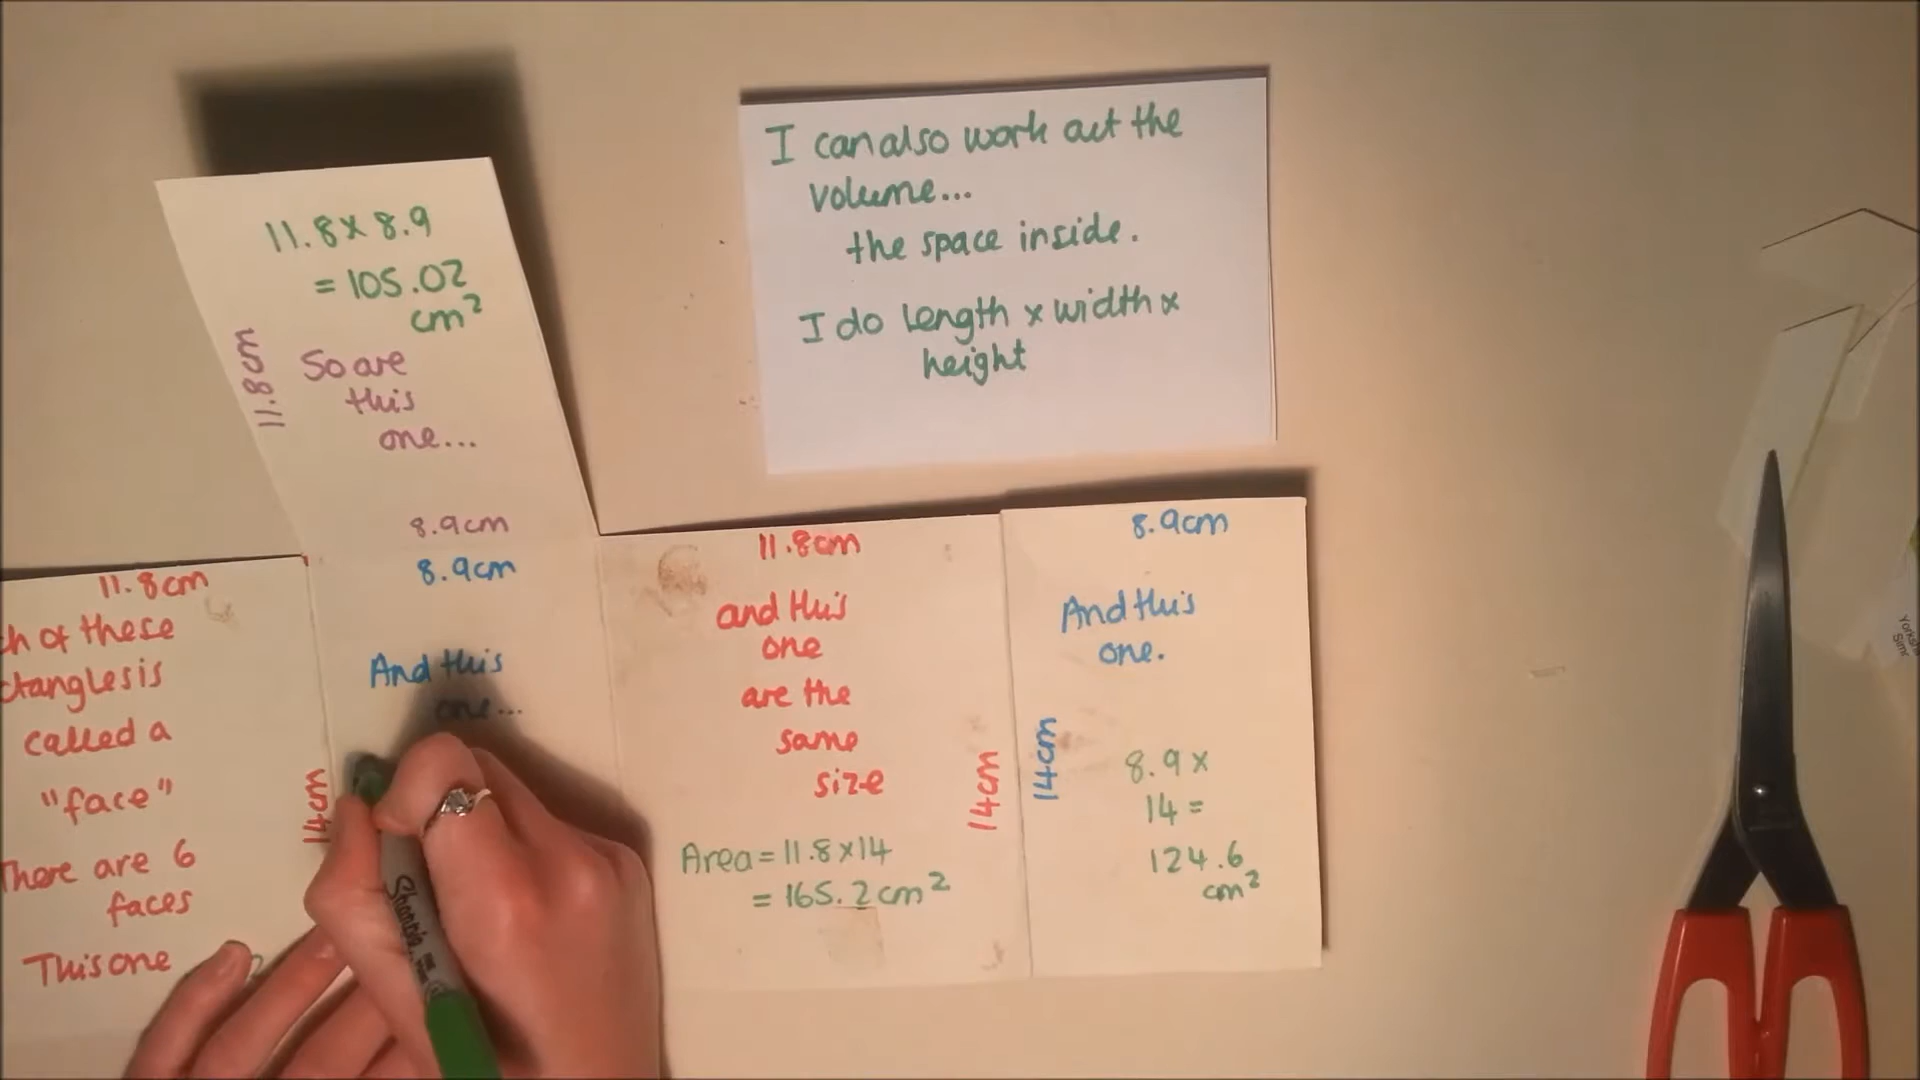 I can also work out the
volume...
the space inside.
I do length x width x
height
11.8 x 8.9
= 105.02
cm²
11.8cm
So are
this
one...
8.9cm
11.8cm
these
is
called a
"face"
There are 6
faces
This one
14cm
8.9cm
And this
one...
11.8cm
and this
one
are the
same
size
14cm
Area = 11.8 x 14
= 165.2 cm²
8.9cm
And this
one.
14cm
8.9 x
14 =
124.6
cm²
Sharpie